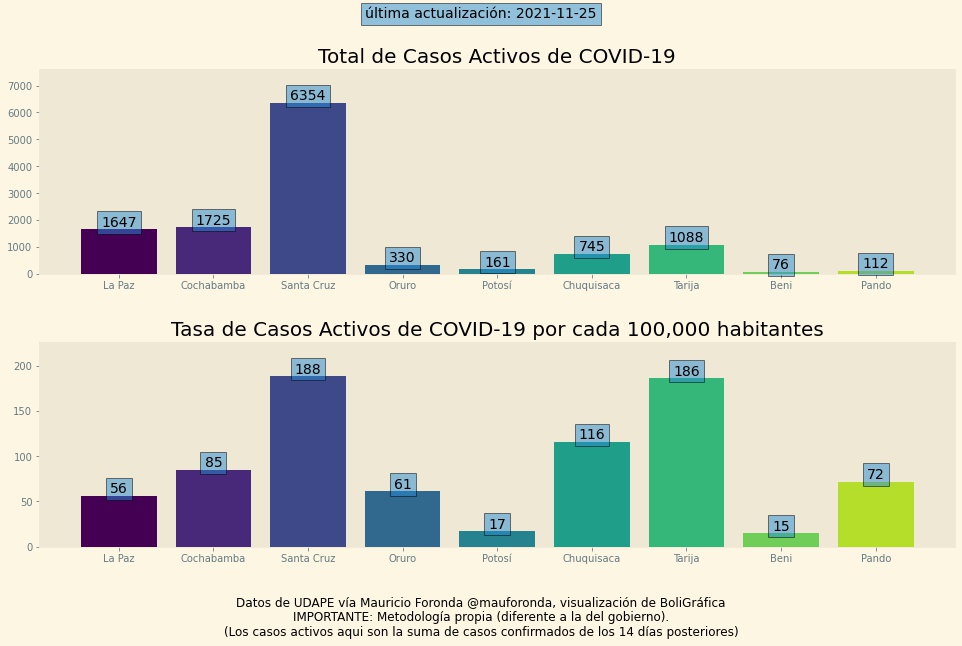 última actualización: 2021-11-25
Total de Casos Activos de COVID-19
7000
6000
5000
4000
3000
2000
1000
0
1647
1725
6354
330
161
745
1088
76
112
La Paz
Cochabamba
Santa Cruz
Oruro
Potosí
Chuquisaca
Tarija
Beni
Pando
Tasa de Casos Activos de COVID-19 por cada 100,000 habitantes
200
150
100
50
0
56
85
188
61
17
116
186
15
72
La Paz
Cochabamba
Santa Cruz
Oruro
Potosí
Chuquisaca
Tarija
Beni
Pando
Datos de UDAPE vía Mauricio Foronda @mauforonda, visualización de BoliGráfica
IMPORTANTE: Metodología propia (diferente a la del gobierno).
(Los casos activos aqui son la suma de casos confirmados de los 14 días posteriores)